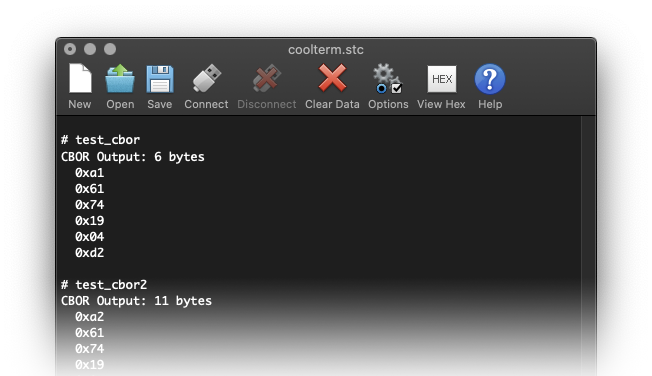 coolterm.stc
New Open Save Connect Disconnect Clear Data Options HEX View Hex ? Help
# test_cbor
CBOR Output: 6 bytes
0xa1
0x61
0x74
0x19
0x04
0xd2
# test_cbor2
CBOR Output: 11 bytes
0xa2
0x61
0x74
0x19